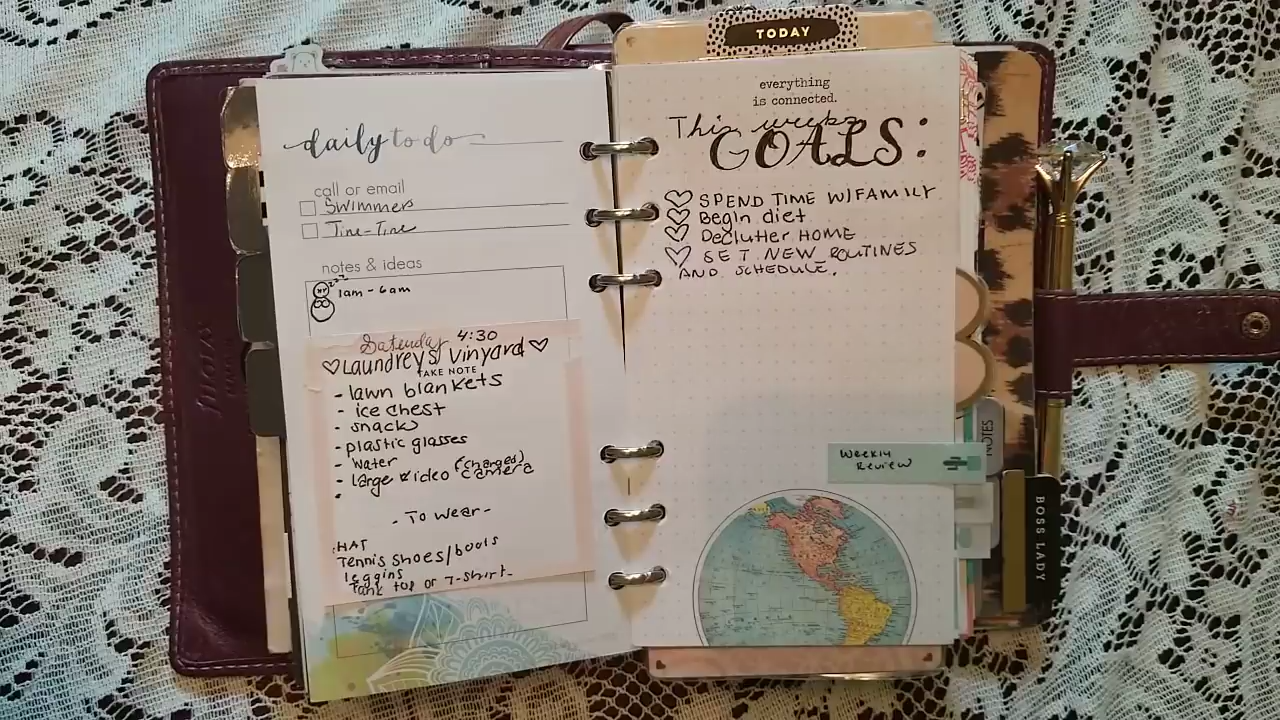 daily to do
call or email
Swimmers
notes & ideas
1am - 6am
Saturday 4:30
Laundreys Vinyard
TAKE NOTE
- lawn blankets
- ice chest
- snacks
- plastic glasses
- Water
- large video (charged) camera
- To wear -
HAT
Tennis shoes/boots
leggins
Tank top or T-shirt
TODAY
everything
is connected.
This weeks
GOALS:
SPEND TIME W/FAMILY
Begin diet
Declutter HOME
SET NEW ROUTINES
AND SCHEDULE.
Weekly
Review
NOTES
BOSS LADY